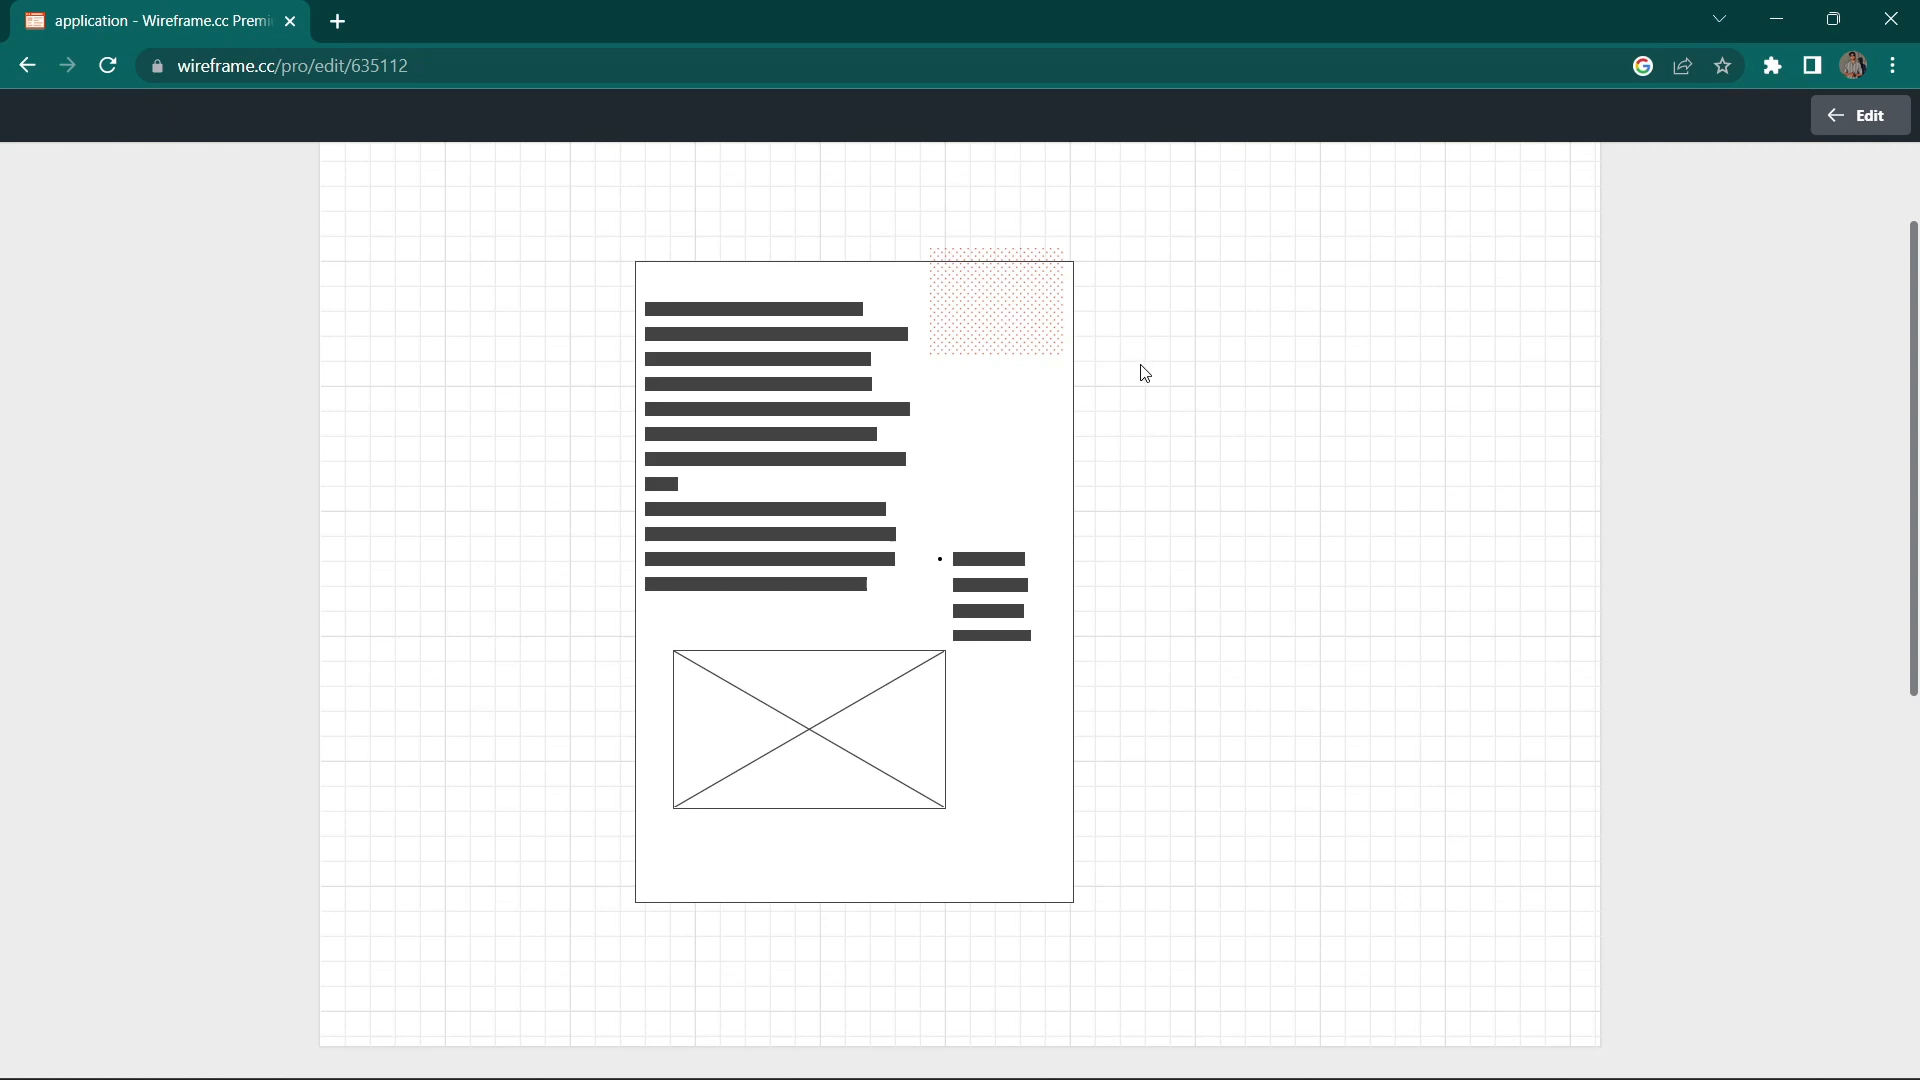 application - Wireframe.cc Premi
wireframe.cc/pro/edit/635112
Edit